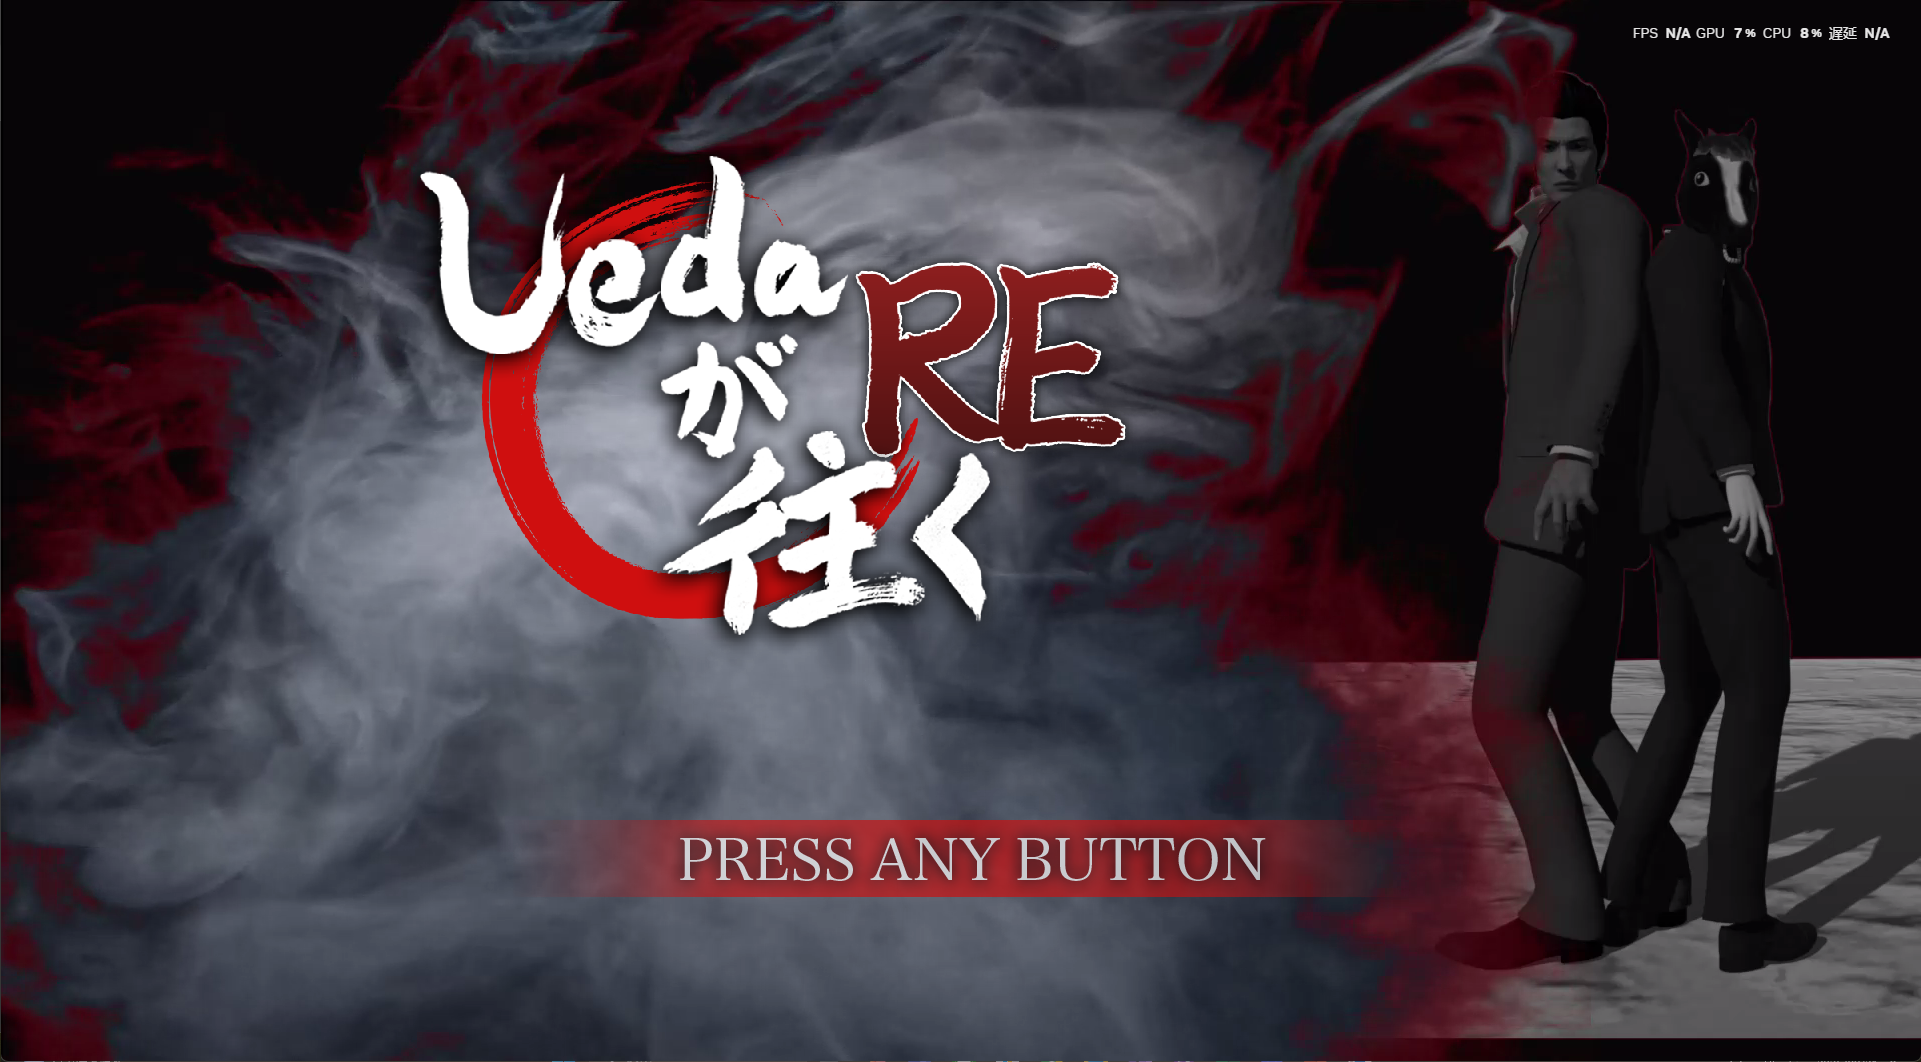 FPS N/A GPU 7% CPU 8% 遅延 N/A
Ueda
RE
が
往く
PRESS ANY BUTTON